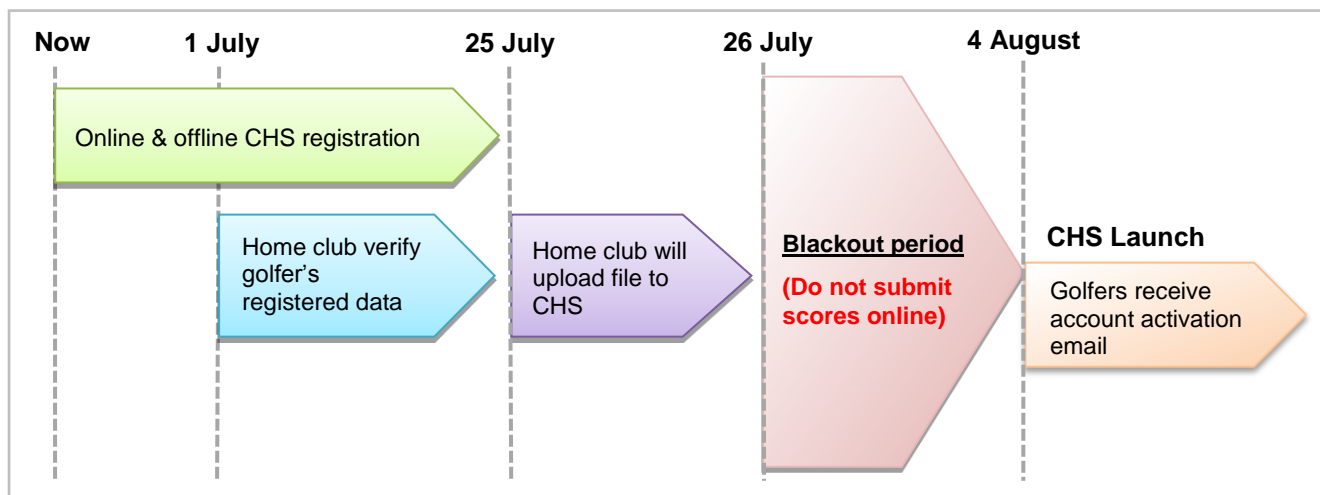 Now
1 July
25 July
26 July
4 August
Online & offline CHS registration
Home club verify
golfer's
registered data
Home club will
upload file to
CHS
Blackout period
(Do not submit
scores online)
CHS Launch
Golfers receive
account activation
email